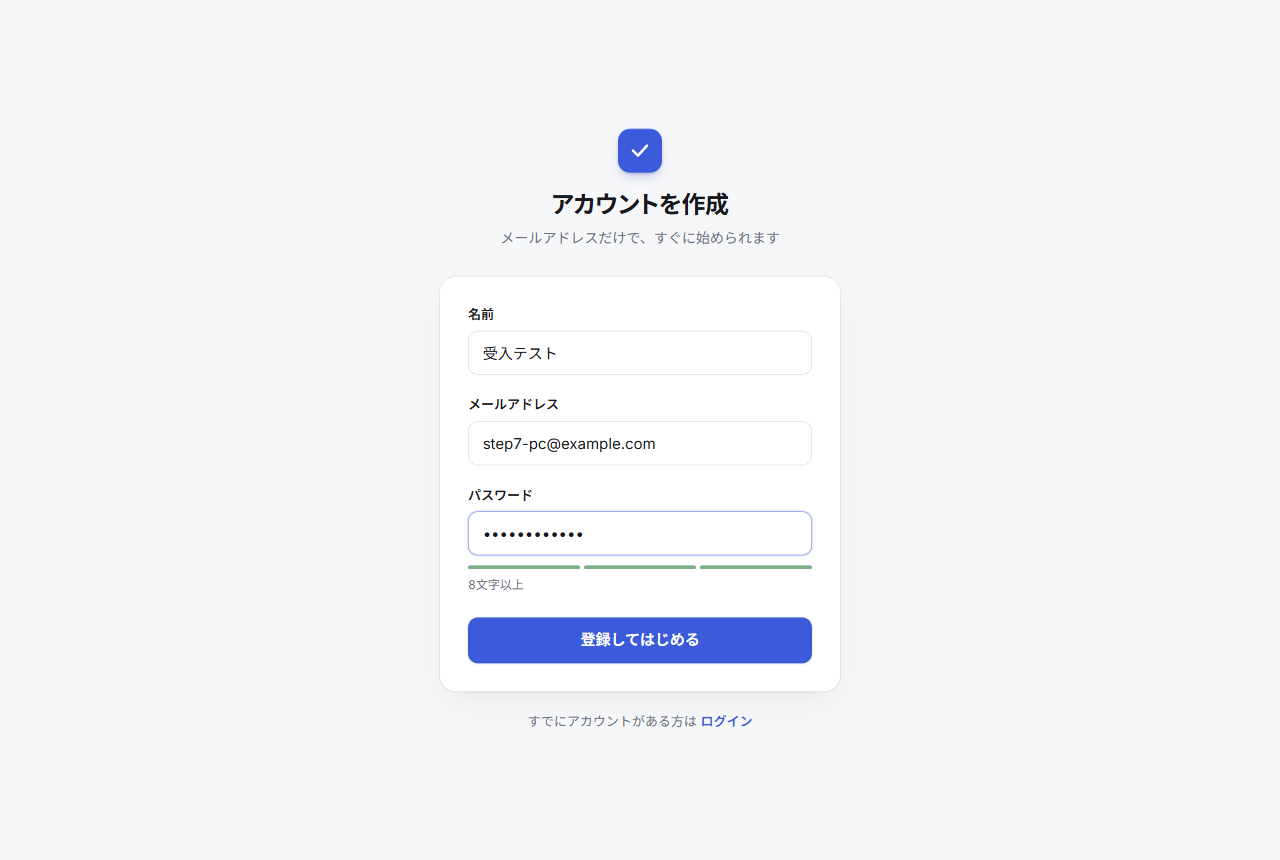 アカウントを作成
メールアドレスだけで、すぐに始められます
名前
受入テスト
メールアドレス
step7-pc@example.com
パスワード
••••••••••••
8文字以上
登録してはじめる
すでにアカウントがある方は ログイン